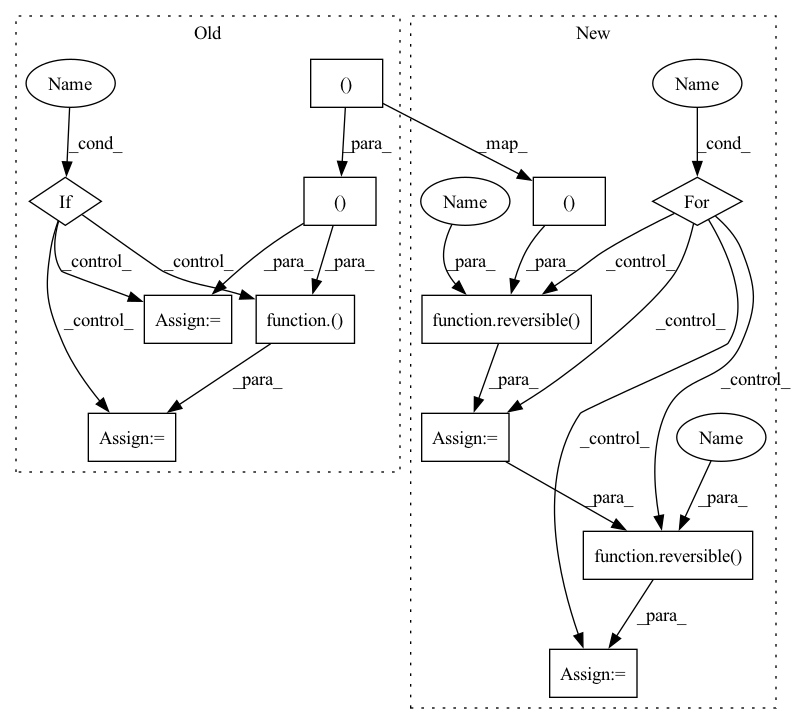 Old
New
Name
()
Name
_cond_
_para_
_map_
_cond_
If
()
Name
()
For
_control_
_control_
_para_
_para_
_para_
_para_
_control_
_control_
Assign:=
function.()
function.reversible()
_control_
_para_
_para_
_control_
Assign:=
Assign:=
_control_
Name
_para_
_para_
function.reversible()
_para_
Assign:=